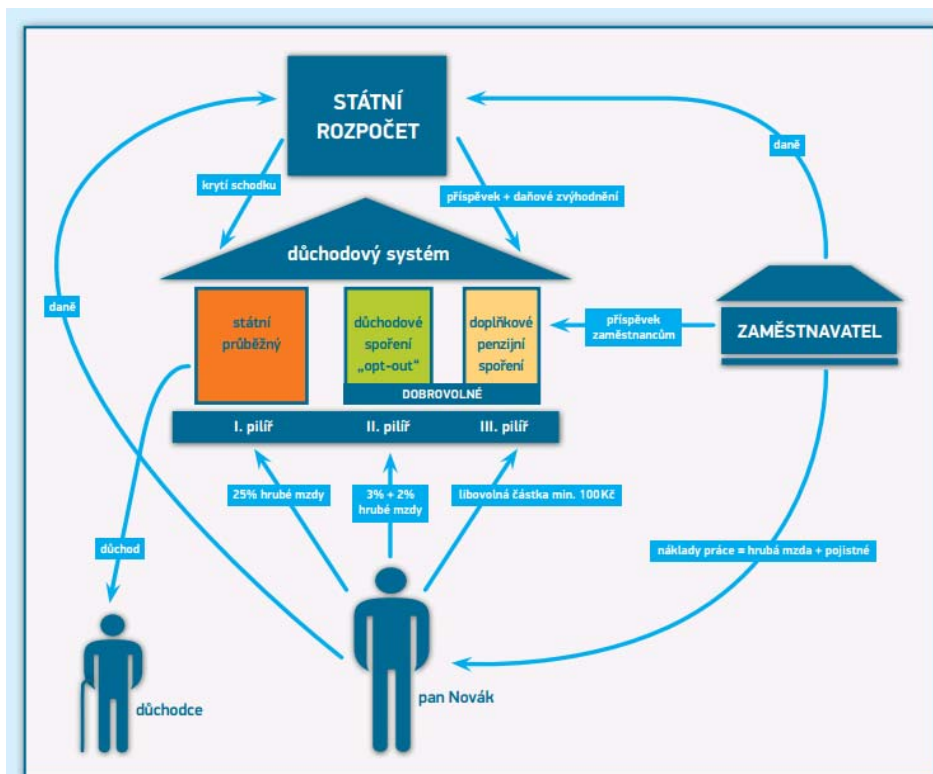 STÁTNÍ
ROZPOČET
daně
krytí schodku
příspěvek + daňové zvýhodnění
důchodový systém
daně
státní
průběžný
důchodové
spoření
„opt-out“
doplňkové
penzijní
spoření
DOBROVOLNÉ
příspěvek
zaměstnancům
ZAMĚSTNAVATEL
I. pilíř
II. pilíř
III. pilíř
25% hrubé mzdy
3% + 2%
hrubé mzdy
libovolná částka min. 100Kč
důchod
náklady práce = hrubá mzda + pojistné
důchodce
pan Novák